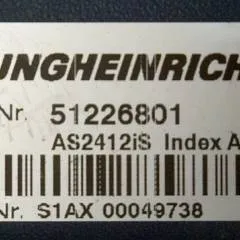 UNGHEINRICH
Nr. 51226801
AS2412iS Index A
Nr. S1AX 00049738